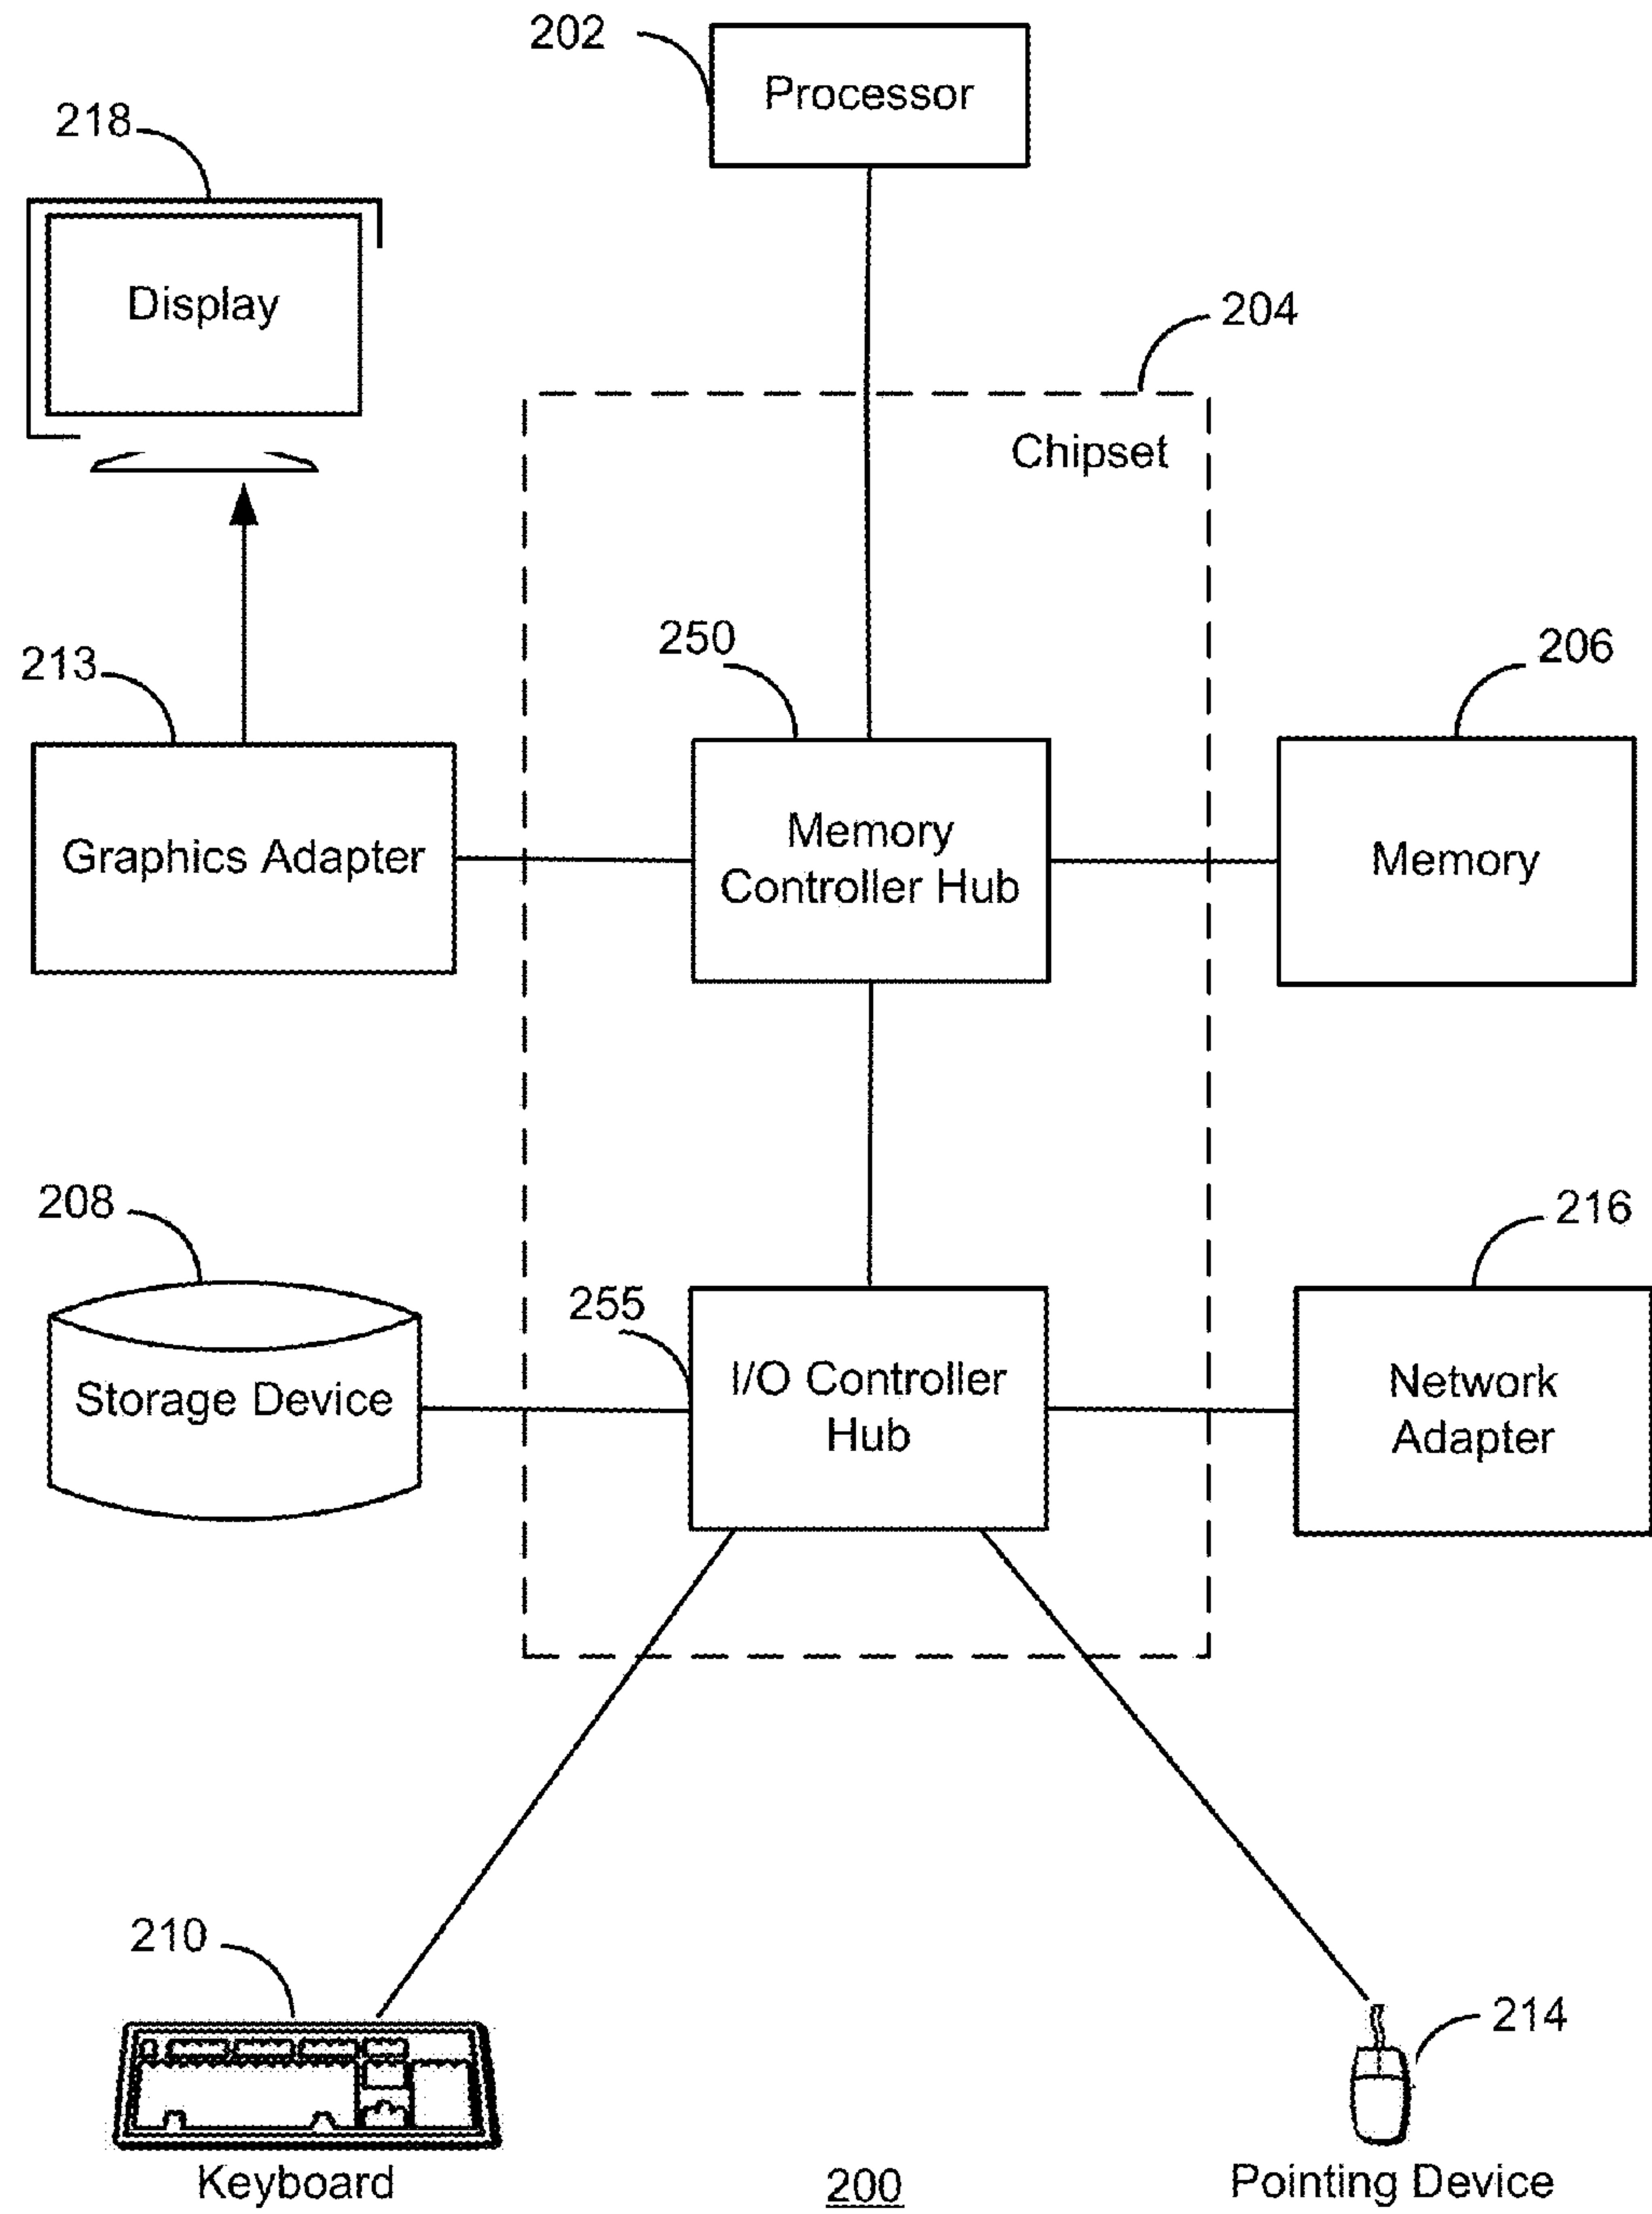 202
Processor
218
Display
204
Chipset
213
250
206
Graphics Adapter
Memory
Controller Hub
Memory
208
216
255
Storage Device
I/O Controller
Hub
Network
Adapter
210
214
Keyboard
200
Pointing Device